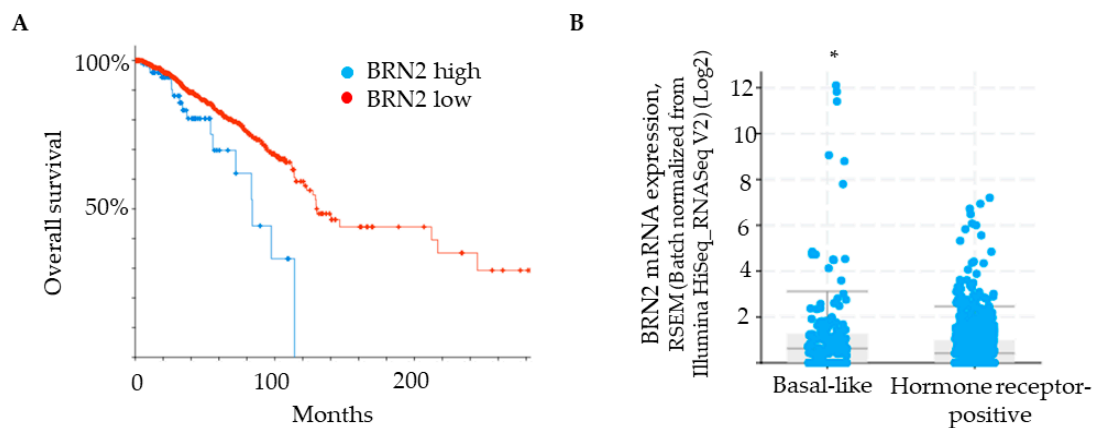 A
100%
50%
Overall survival
BRN2 high
BRN2 low
0
100
200
Months
B
*
BRN2 mRNA expression,
RSEM (Batch normalized from
Illumina HiSeq_RNASeq V2) (Log2)
12
10
8
6
4
2
Basal-like
Hormone receptor-
positive